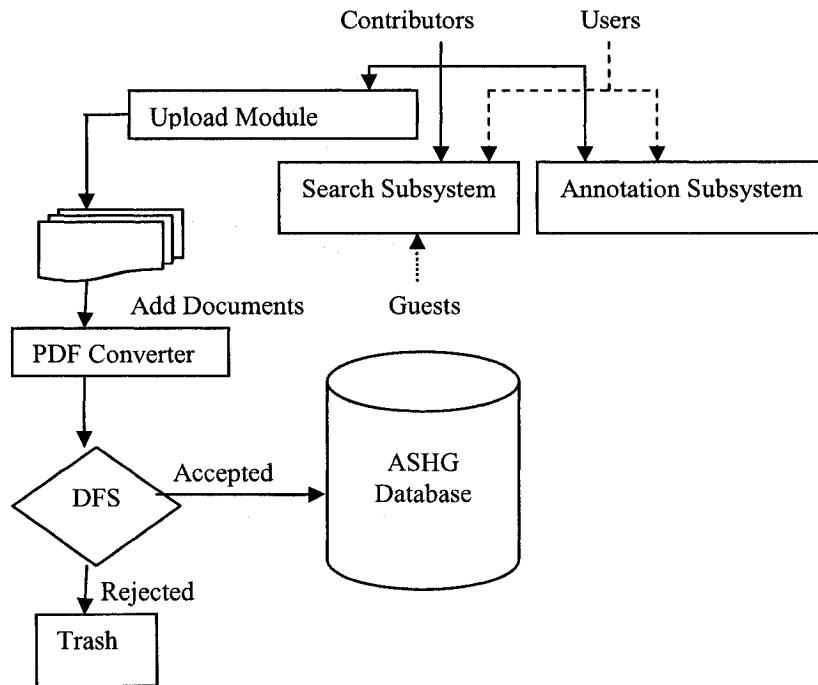 Contributors
Users
Upload Module
Search Subsystem
Annotation Subsystem
Add Documents
Guests
PDF Converter
Accepted
ASHG
Database
DFS
Rejected
Trash